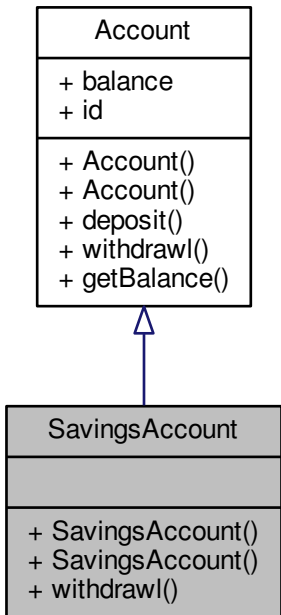 Account
+ balance
+ id
+ Account()
+ Account()
+ deposit()
+ withdrawl()
+ getBalance()
SavingsAccount
+ SavingsAccount()
+ SavingsAccount()
+ withdrawl()